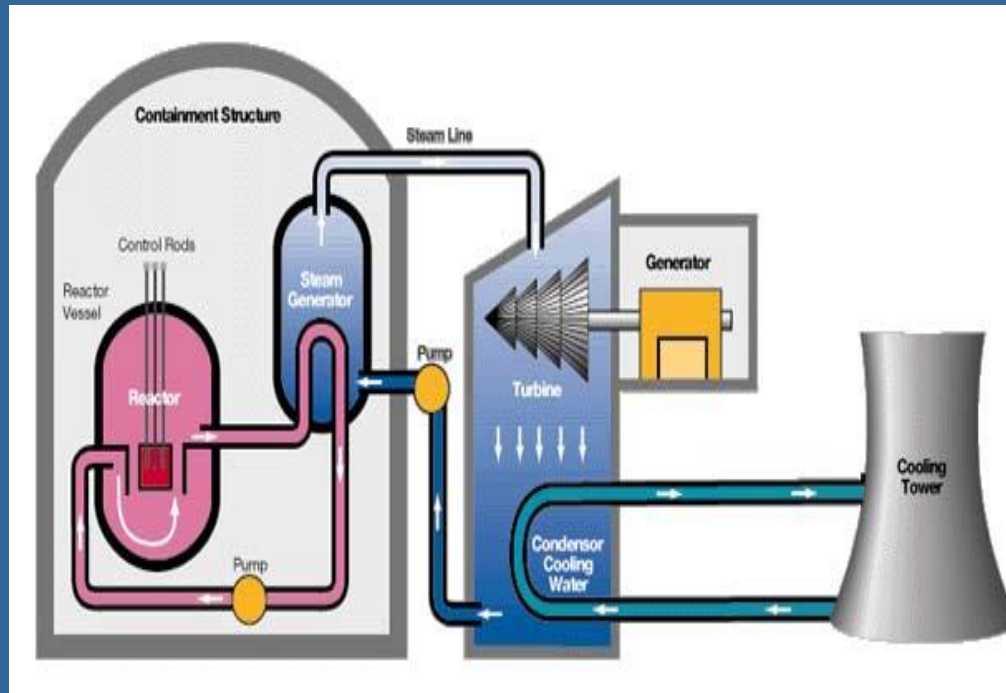 Containment Structure
Steam Line
Control Rods
Reactor
Vessel
Steam
Generator
Generator
Pump
Reactor
Turbine
Cooling
Tower
Condensor
Cooling
Water
Pump